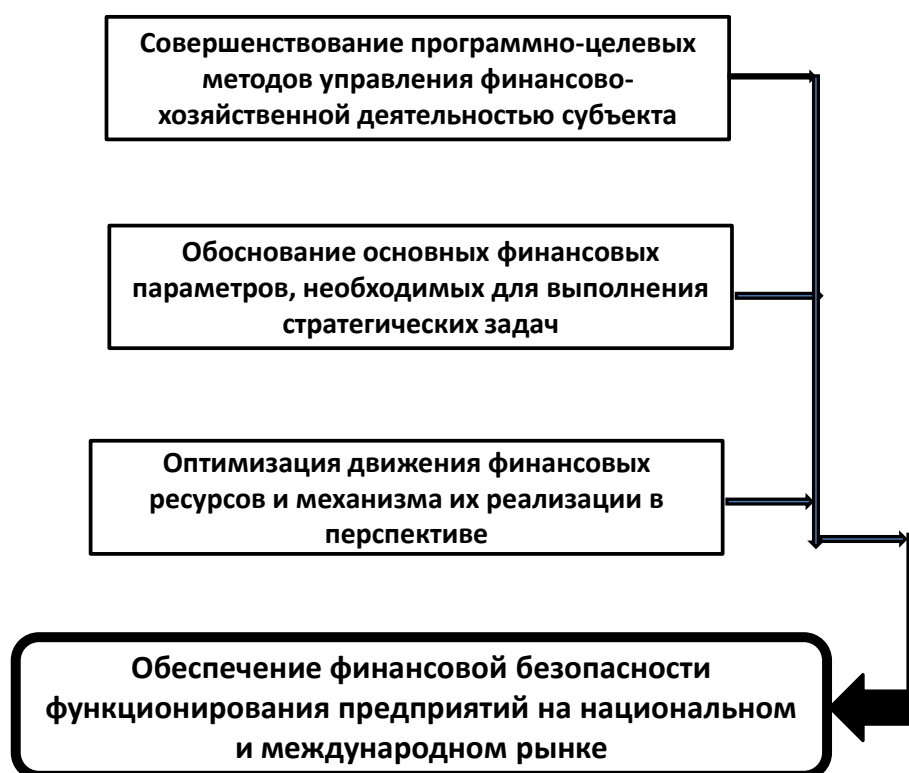 Совершенствование программно-целевых
методов управления финансово-
хозяйственной деятельностью субъекта
Обоснование основных финансовых
параметров, необходимых для выполнения
стратегических задач
Оптимизация движения финансовых
ресурсов и механизма их реализации в
перспективе
Обеспечение финансовой безопасности
функционирования предприятий на национальном
и международном рынке